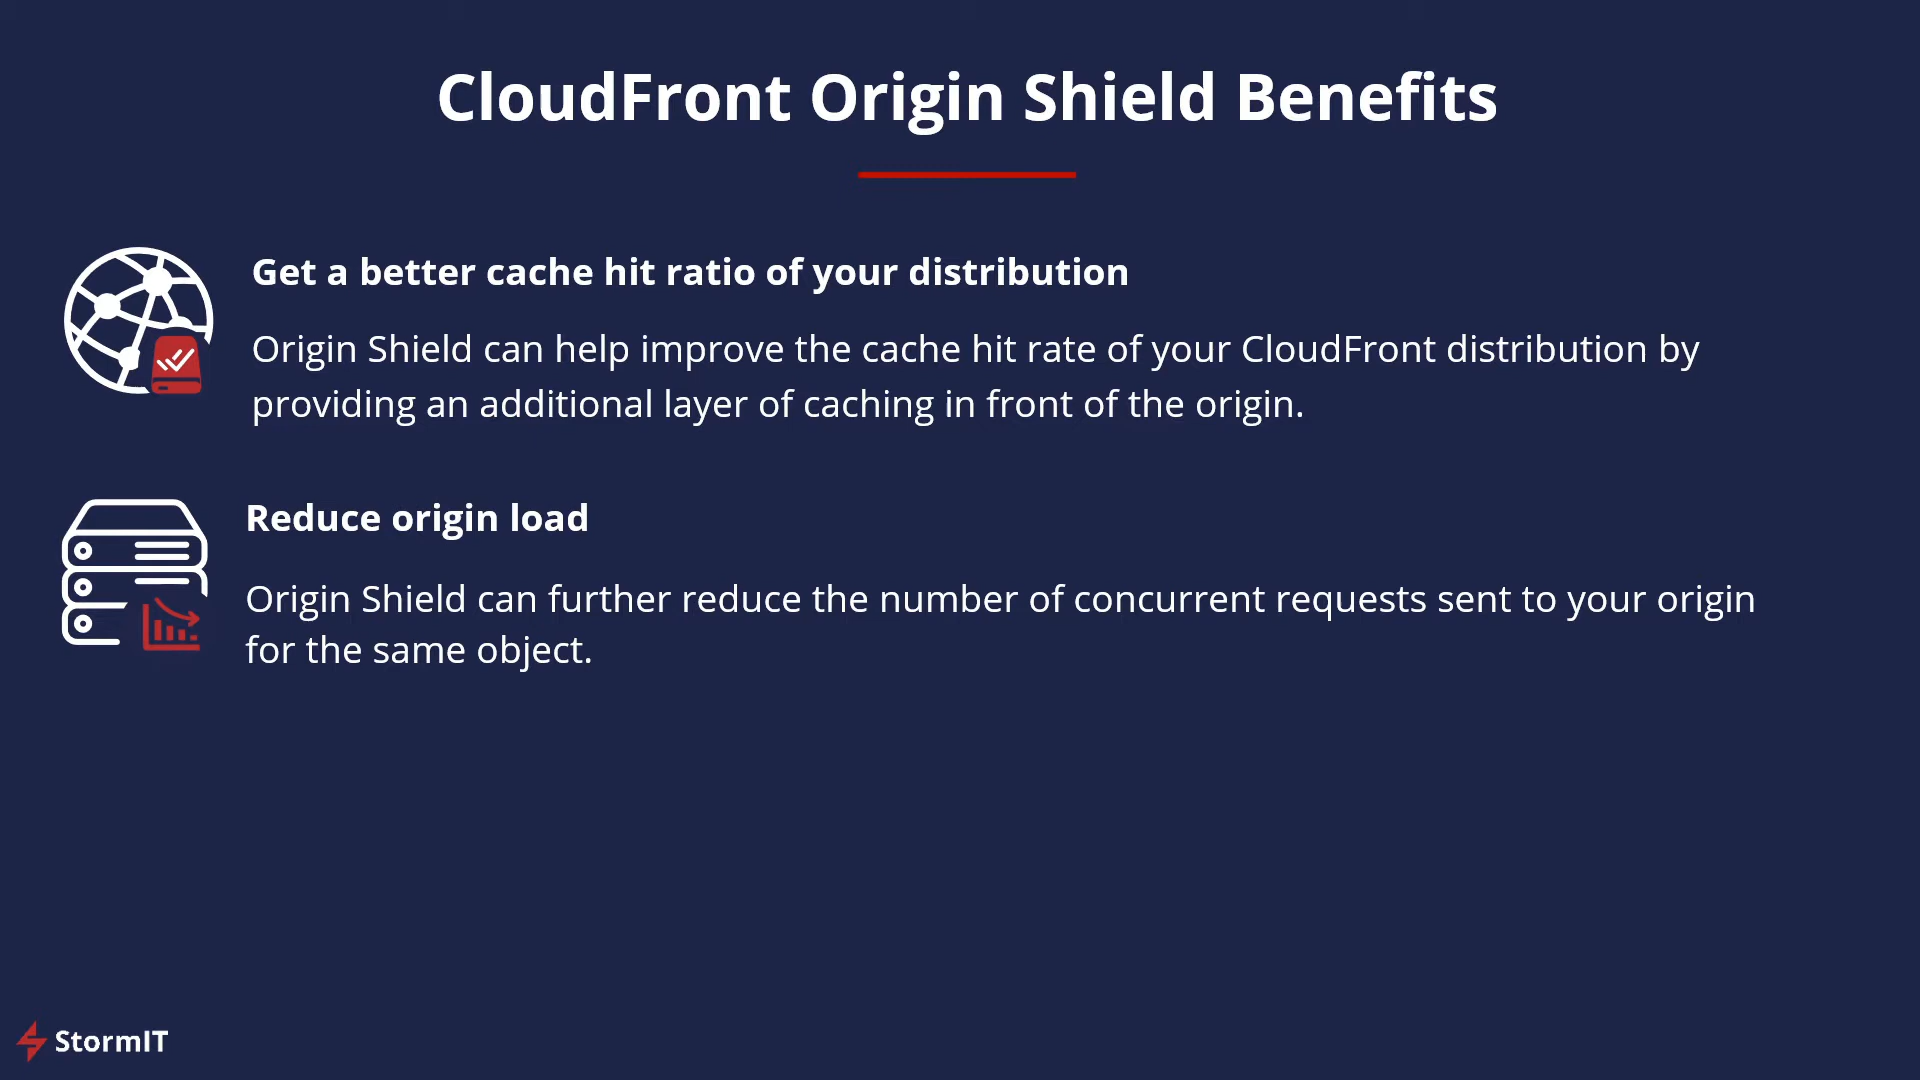 CloudFront Origin Shield Benefits
Get a better cache hit ratio of your distribution
Origin Shield can help improve the cache hit rate of your CloudFront distribution by
providing an additional layer of caching in front of the origin.
Reduce origin load
Origin Shield can further reduce the number of concurrent requests sent to your origin
for the same object.
StormIT